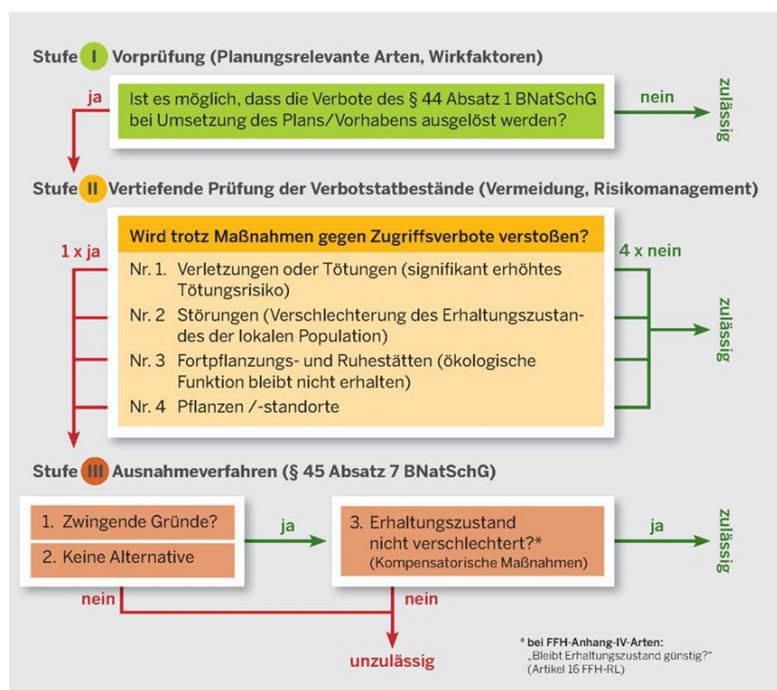 Stufe I Vorprüfung (Planungsrelevante Arten, Wirkfaktoren)
ja
Ist es möglich, dass die Verbote des § 44 Absatz 1 BNatSchG
bei Umsetzung des Plans/Vorhabens ausgelöst werden?
nein
zulässig
Stufe II Vertiefende Prüfung der Verbotstatbestände (Vermeidung, Risikomanagement)
1 x ja
Wird trotz Maßnahmen gegen Zugriffsverbote verstoßen?
4 x nein
Nr. 1. Verletzungen oder Tötungen (signifikant erhöhtes
Tötungsrisiko)
Nr. 2 Störungen (Verschlechterung des Erhaltungszustan-
des der lokalen Population)
Nr. 3 Fortpflanzungs- und Ruhestätten (ökologische
Funktion bleibt nicht erhalten)
Nr. 4 Pflanzen /-standorte
zulässig
Stufe III Ausnahmeverfahren (§ 45 Absatz 7 BNatSchG)
1. Zwingende Gründe?
2. Keine Alternative
ja
3. Erhaltungszustand
nicht verschlechtert?*
(Kompensatorische Maßnahmen)
ja
zulässig
nein
nein
unzulässig
* bei FFH-Anhang-IV-Arten:
„Bleibt Erhaltungszustand günstig?"
(Artikel 16 FFH-RL)